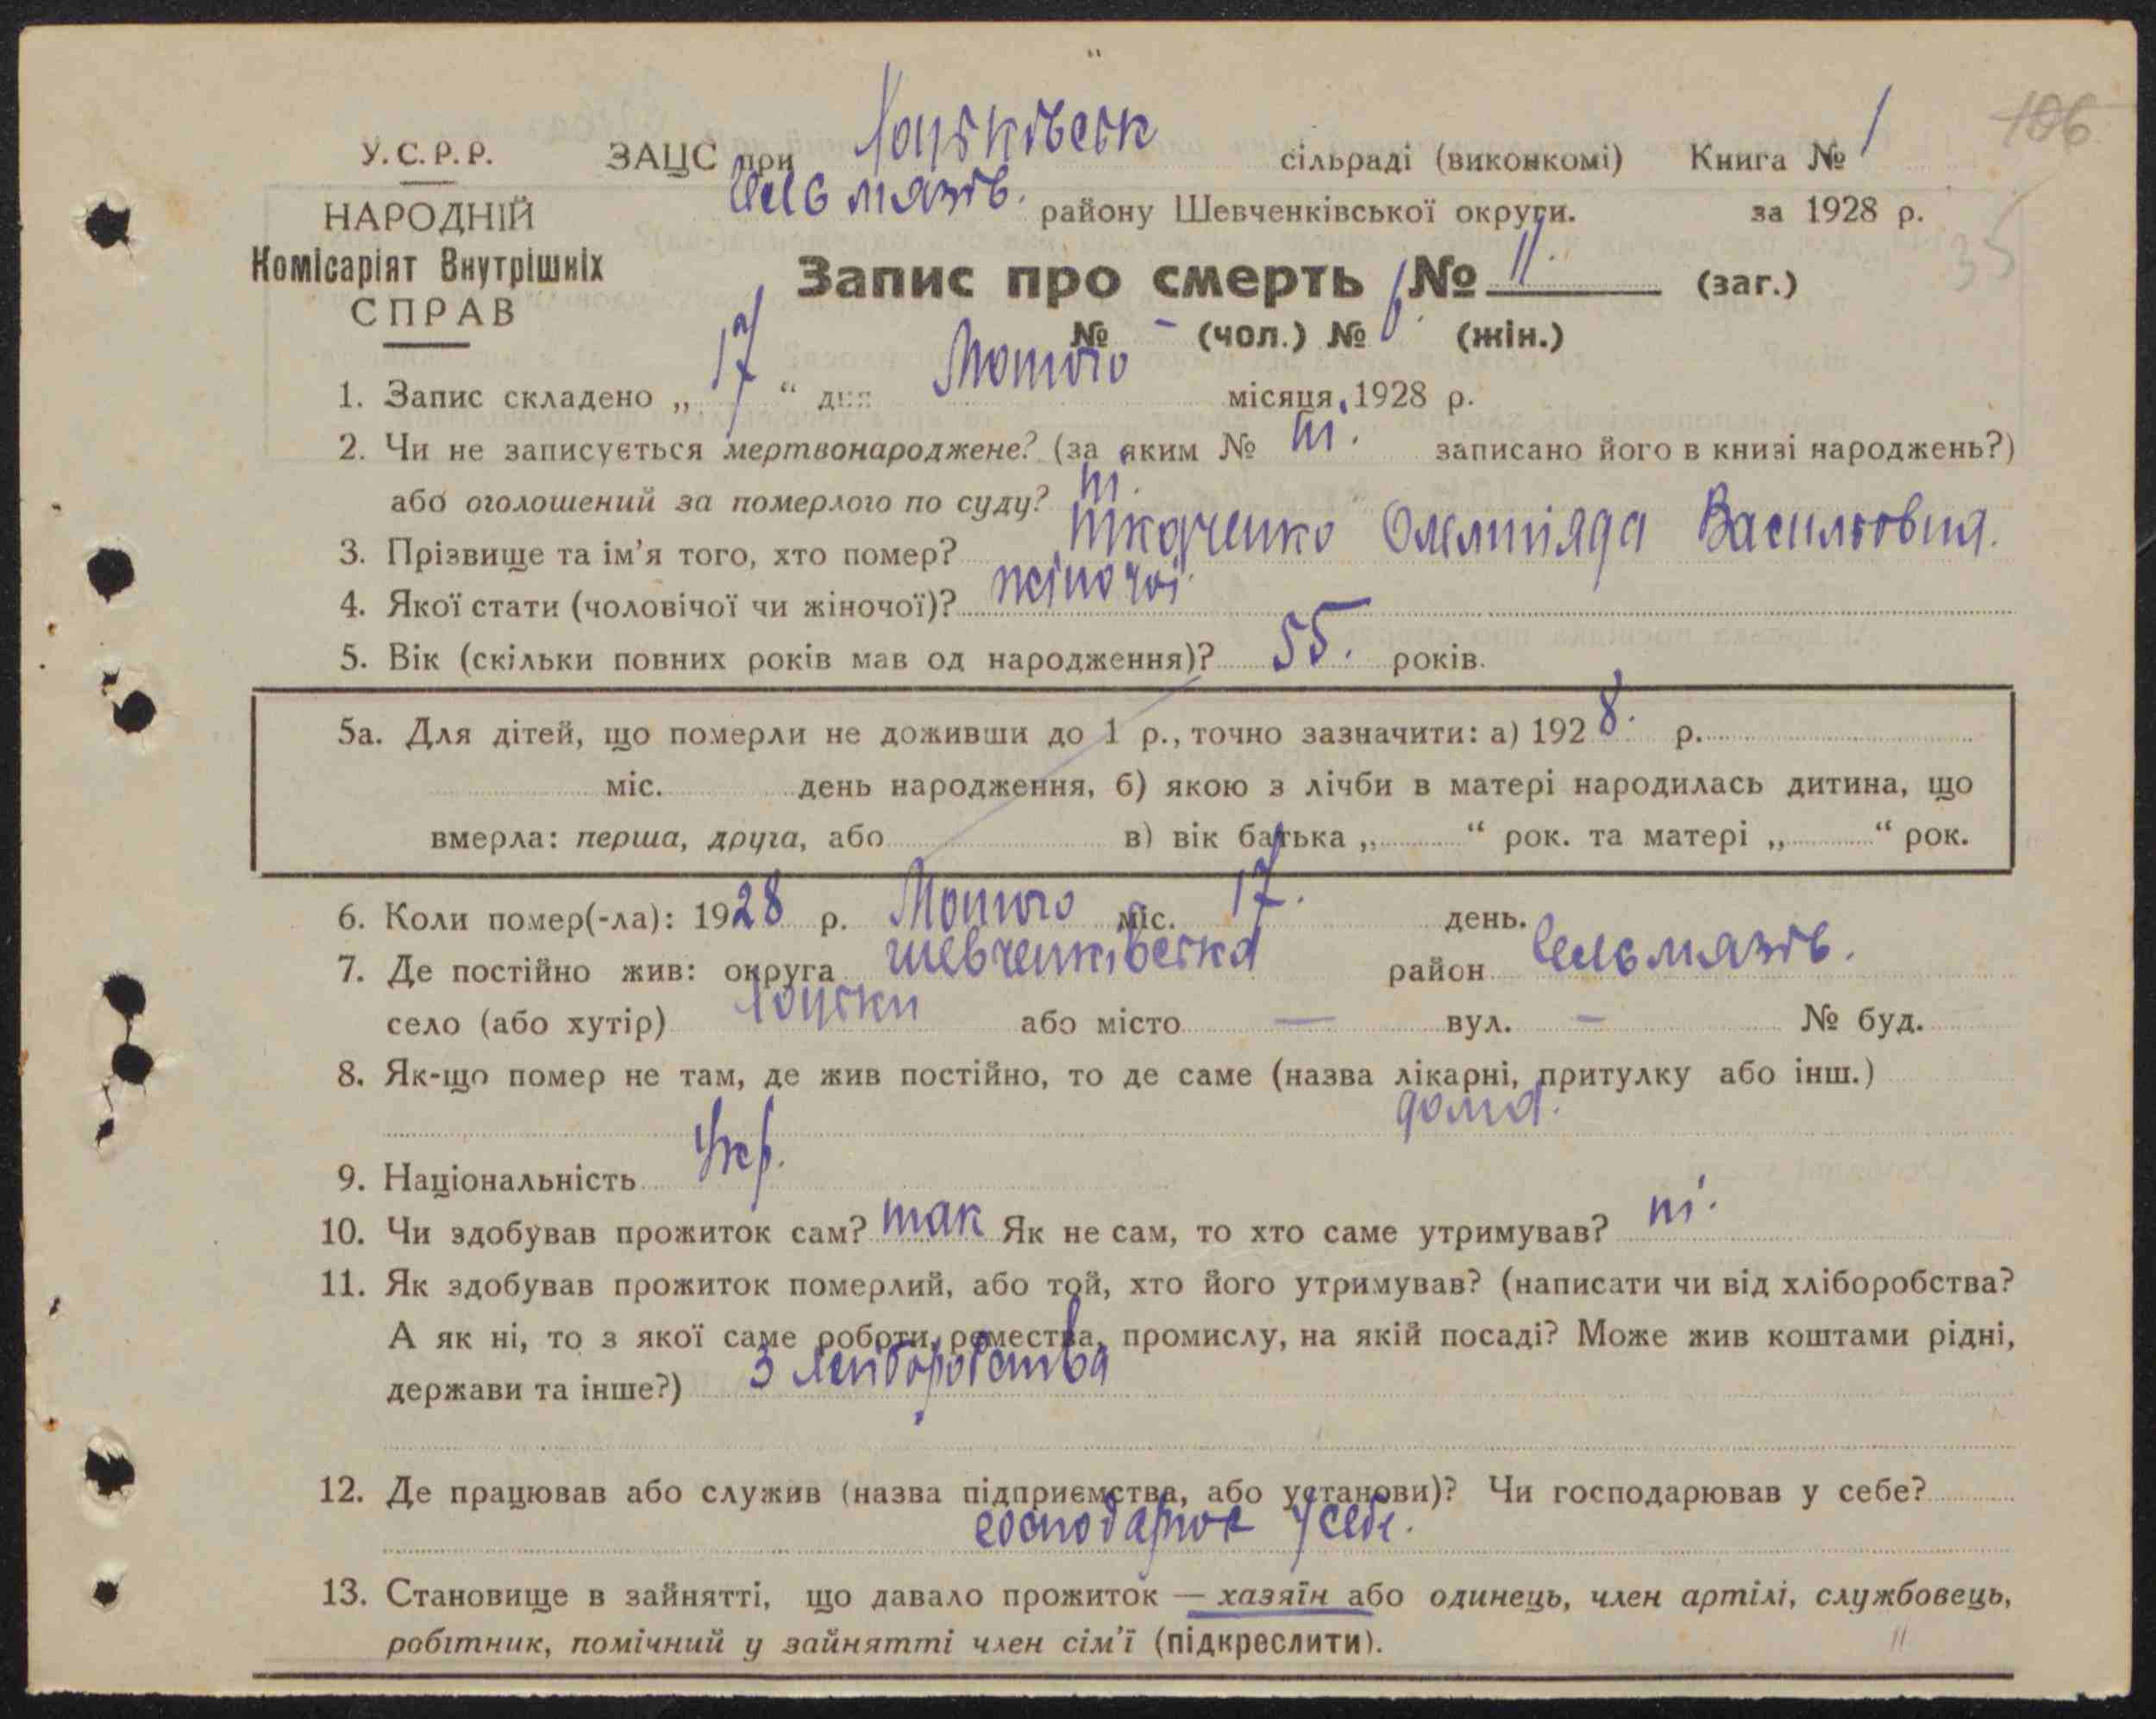 У.С.Р.Р. ЗАЦС при сільраді (виконкомі) Книга № 1 106
НАРОДНІЙ Гельмязів. району Шевченківської округи. за 1928 р.
Комісаріят Внутрішніх Запис про смерть № 11. (заг.) 35
СПРАВ № - (чол.) № 6. (жін.)
1. Запис складено „ 17 “ дня Лютого місяця 1928 р.
2. Чи не записується мертвонароджене? (за яким № ні. записано його в книзі народжень?)
або оголошений за померлого по суду? ні.
3. Прізвище та ім’я того, хто помер? Ткаченко Олемпіяда Васильовна.
4. Якої стати (чоловічої чи жіночої)? жіночої.
5. Вік (скільки повних років мав од народження)? 55. років.
5а. Для дітей, що померли не доживши до 1 р., точно зазначити: а) 1928. р.
міс. день народження, б) якою з лічби в матері народилась дитина, що
вмерла: перша, друга, або в) вік батька „ “ рок. та матері „ “ рок.
6. Коли помер(-ла): 1928 р. Лютого міс. 17. день.
7. Де постійно жив: округа Шевченківська район Гельмязів.
село (або хутір) або місто — вул. — № буд.
8. Як-що помер не там, де жив постійно, то де саме (назва лікарні, притулку або інш.)
дома.
9. Національність Укр.
10. Чи здобував прожиток сам? так Як не сам, то хто саме утримував? ні.
11. Як здобував прожиток померлий, або той, хто його утримував? (написати чи від хліборобства?
А як ні, то з якої саме роботи, ремества, промислу, на якій посаді? Може жив коштами рідні,
держави та інше?) З хліборобства
12. Де працював або служив (назва підприємства, або установи)? Чи господарював у себе?
у себе.
13. Становище в зайнятті, що давало прожиток — хазяїн або одинець, член артілі, службовець,
робітник, помічний у зайнятті член сім’ї (підкреслити).